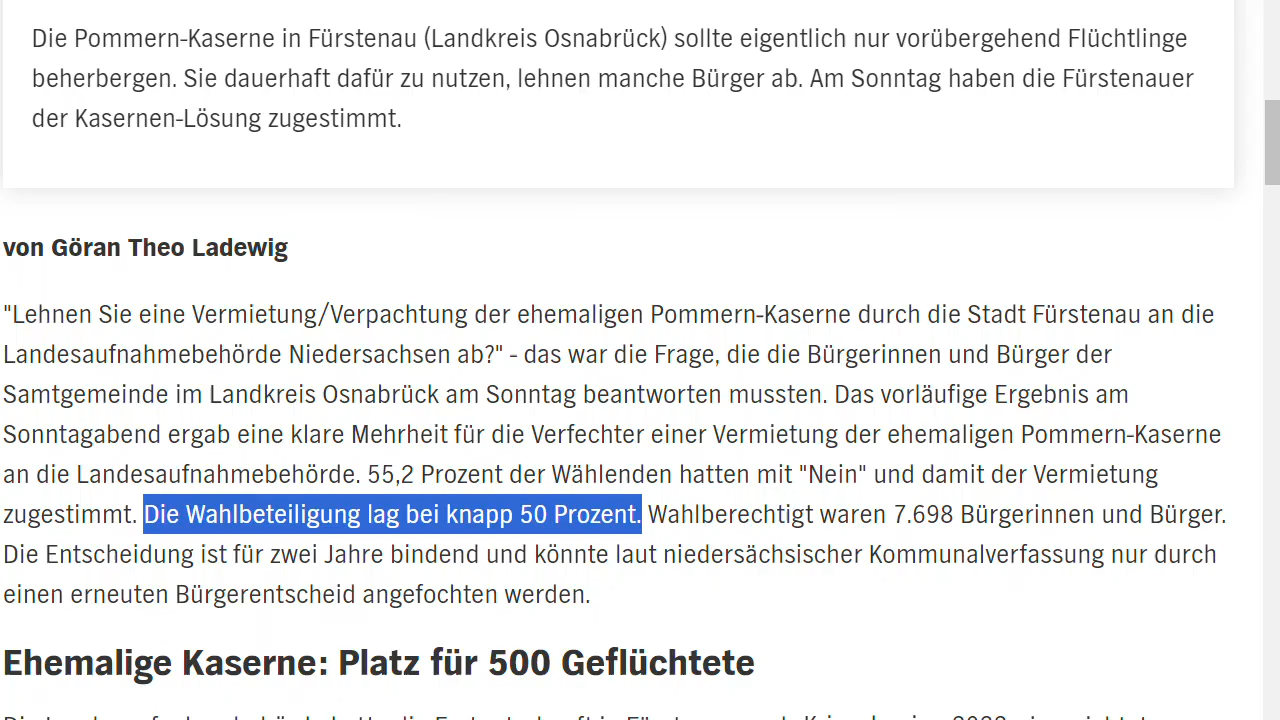 Die Pommern-Kaserne in Fürstenau (Landkreis Osnabrück) sollte eigentlich nur vorübergehend Flüchtlinge
beherbergen. Sie dauerhaft dafür zu nutzen, lehnen manche Bürger ab. Am Sonntag haben die Fürstenauer
der Kasernen-Lösung zugestimmt.
von Göran Theo Ladewig
"Lehnen Sie eine Vermietung/Verpachtung der ehemaligen Pommern-Kaserne durch die Stadt Fürstenau an die
Landesaufnahmebehörde Niedersachsen ab?" - das war die Frage, die die Bürgerinnen und Bürger der
Samtgemeinde im Landkreis Osnabrück am Sonntag beantworten mussten. Das vorläufige Ergebnis am
Sonntagabend ergab eine klare Mehrheit für die Verfechter einer Vermietung der ehemaligen Pommern-Kaserne
an die Landesaufnahmebehörde. 55,2 Prozent der Wählenden hatten mit "Nein" und damit der Vermietung
zugestimmt. Die Wahlbeteiligung lag bei knapp 50 Prozent. Wahlberechtigt waren 7.698 Bürgerinnen und Bürger.
Die Entscheidung ist für zwei Jahre bindend und könnte laut niedersächsischer Kommunalverfassung nur durch
einen erneuten Bürgerentscheid angefochten werden.
Ehemalige Kaserne: Platz für 500 Geflüchtete